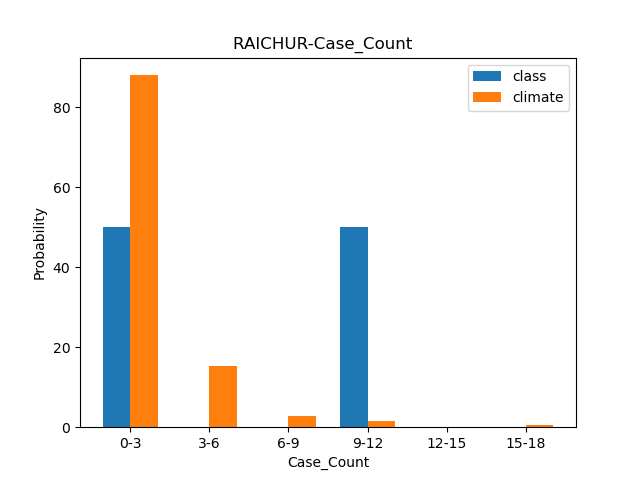 RAICHUR-Case_Count
class
climate
Probability
80
60
40
20
0
0-3 3-6 6-9 9-12 12-15 15-18
Case_Count